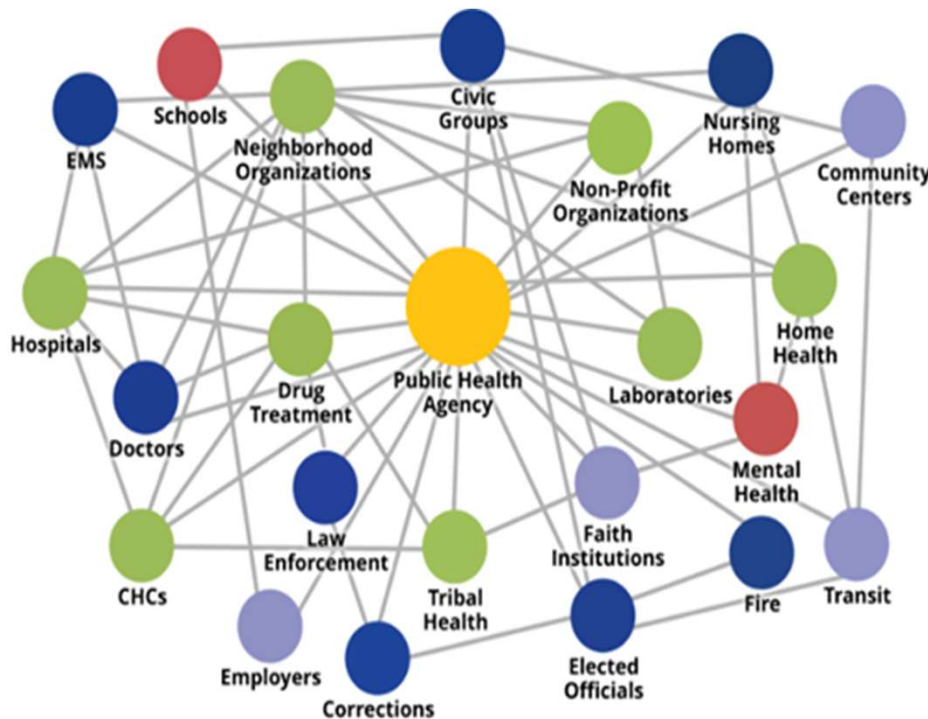 Schools
Civic
Groups
EMS
Neighborhood
Organizations
Nursing
Homes
Community
Centers
Non-Profit
Organizations
Hospitals
Home
Health
Drug
Treatment
Public Health
Agency
Laboratories
Doctors
Mental
Health
Law
Enforcement
Faith
Institutions
CHCs
Tribal
Health
Fire
Transit
Employers
Elected
Officials
Corrections